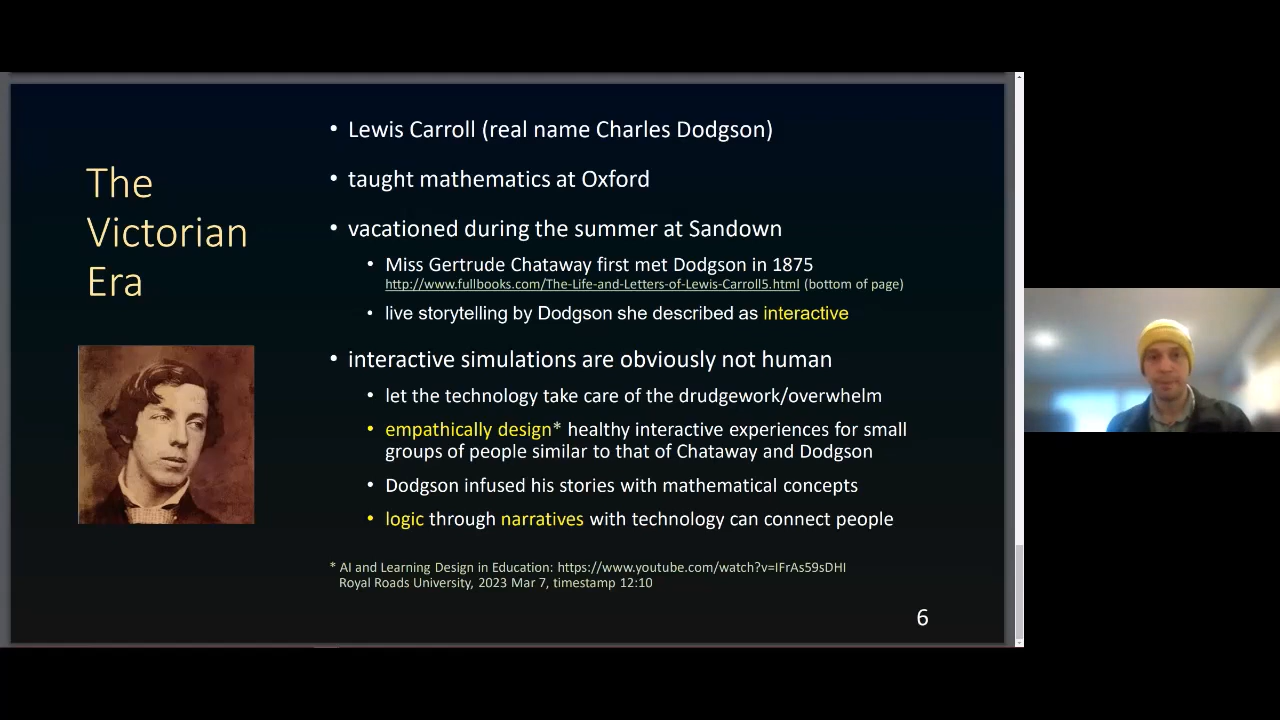 The
Victorian
Era
• Lewis Carroll (real name Charles Dodgson)
• taught mathematics at Oxford
• vacationed during the summer at Sandown
• Miss Gertrude Chataway first met Dodgson in 1875
http://www.fullbooks.com/The-Life-and-Letters-of-Lewis-Carroll5.html (bottom of page)
• live storytelling by Dodgson she described as interactive
• interactive simulations are obviously not human
• let the technology take care of the drudgework/overwhelm
• empathically design* healthy interactive experiences for small
groups of people similar to that of Chataway and Dodgson
• Dodgson infused his stories with mathematical concepts
• logic through narratives with technology can connect people
* AI and Learning Design in Education: https://www.youtube.com/watch?v=IFrAs59sDHI
Royal Roads University, 2023 Mar 7, timestamp 12:10
6